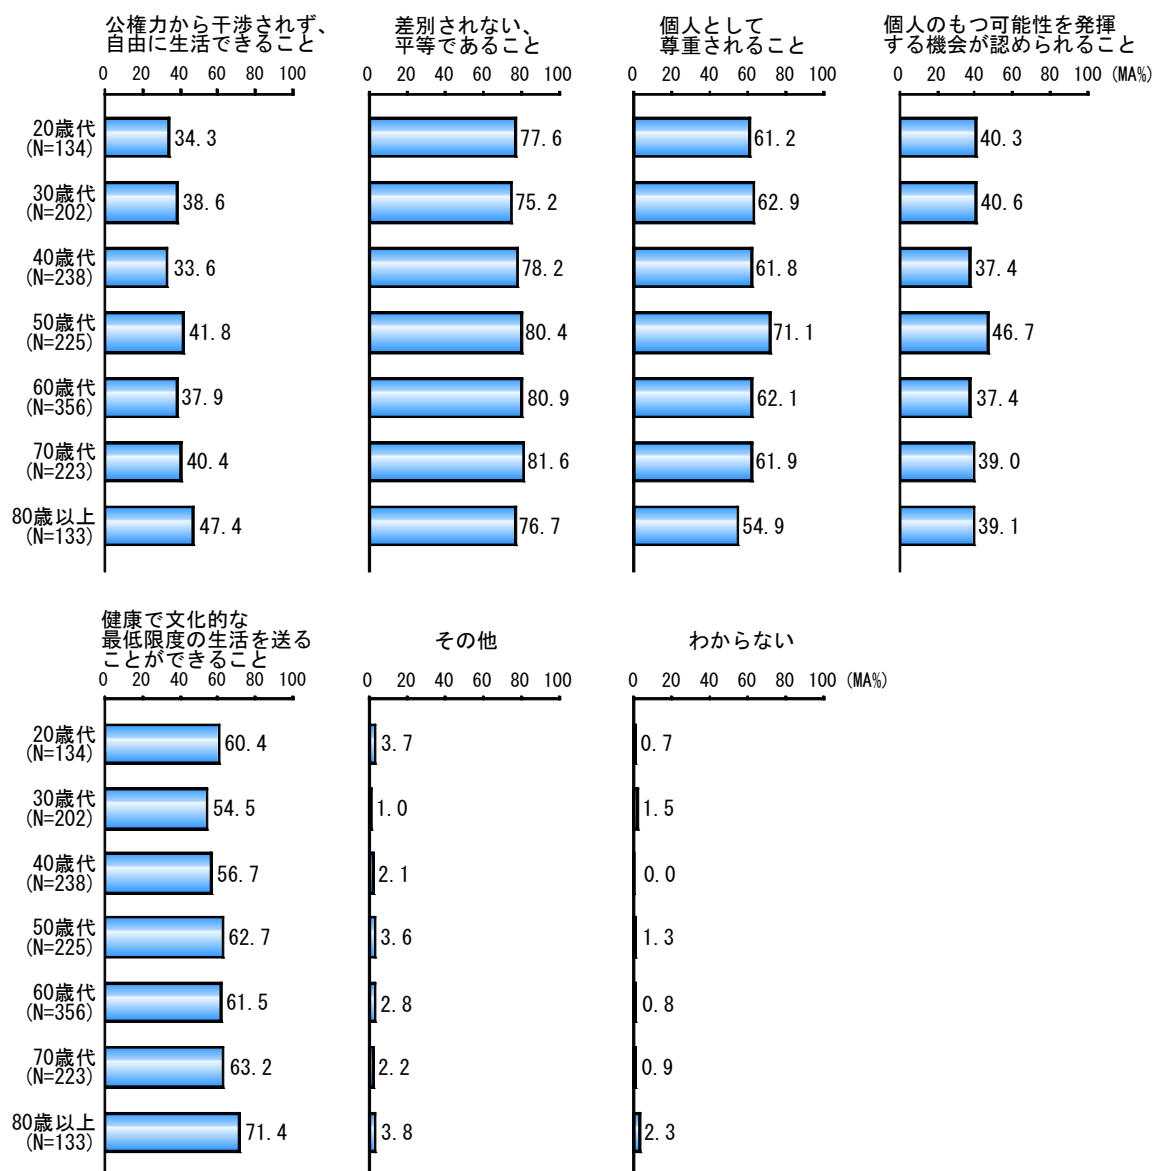 公権力から干渉されず、
自由に生活できること
差別されない、
平等であること
個人として
尊重されること
個人のもつ可能性を発揮
する機会が認められること
0 20 40 60 80 100
0 20 40 60 80 100
0 20 40 60 80 100
0 20 40 60 80 100 (MA%)
20歳代
(N=134)
34.3
77.6
61.2
40.3
30歳代
(N=202)
38.6
75.2
62.9
40.6
40歳代
(N=238)
33.6
78.2
61.8
37.4
50歳代
(N=225)
41.8
80.4
71.1
46.7
60歳代
(N=356)
37.9
80.9
62.1
37.4
70歳代
(N=223)
40.4
81.6
61.9
39.0
80歳以上
(N=133)
47.4
76.7
54.9
39.1
健康で文化的な
最低限度の生活を送る
ことができること
その他
わからない
0 20 40 60 80 100
0 20 40 60 80 100
0 20 40 60 80 100 (MA%)
20歳代
(N=134)
60.4
3.7
0.7
30歳代
(N=202)
54.5
1.0
1.5
40歳代
(N=238)
56.7
2.1
0.0
50歳代
(N=225)
62.7
3.6
1.3
60歳代
(N=356)
61.5
2.8
0.8
70歳代
(N=223)
63.2
2.2
0.9
80歳以上
(N=133)
71.4
3.8
2.3